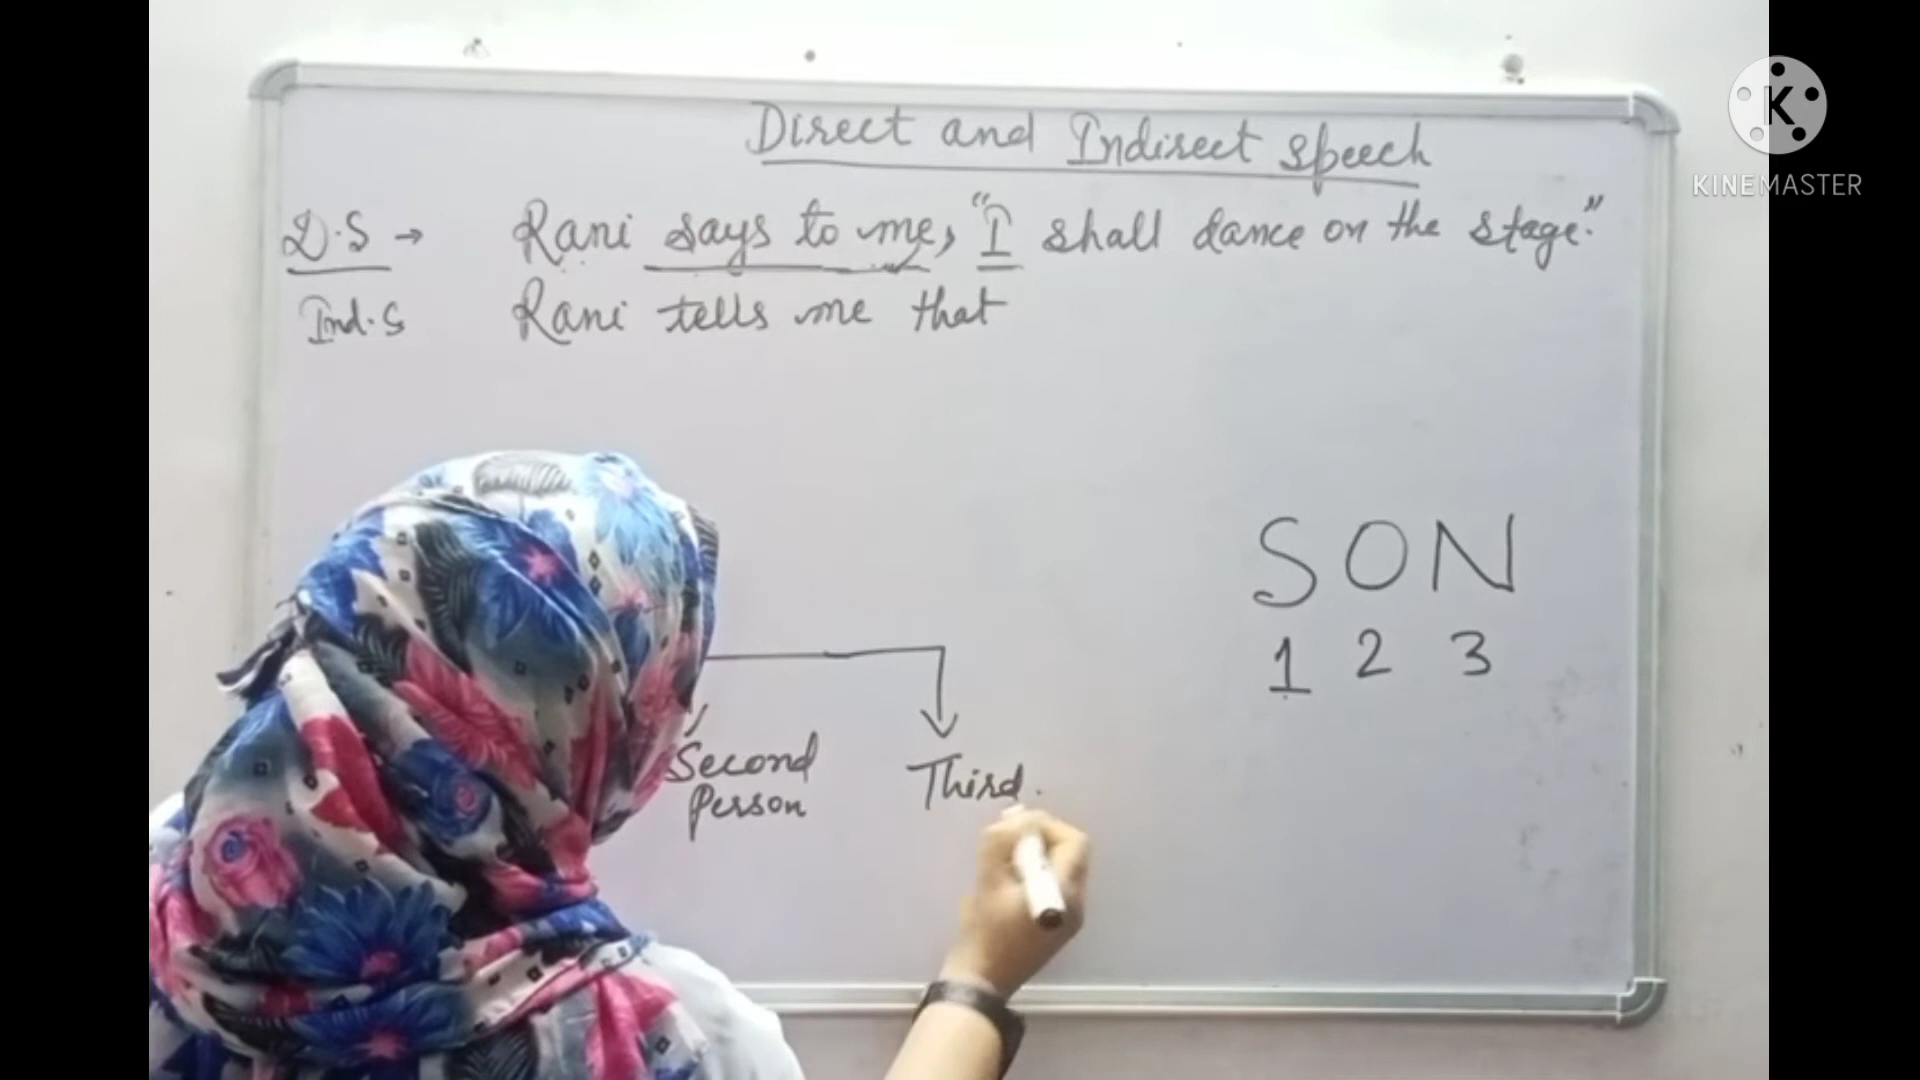 Direct and Indirect speech
D.S → Rani says to me, "I shall dance on the stage."
Ind.S Rani tells me that
SON
1 2 3
Second
Person
Third
KINEMASTER